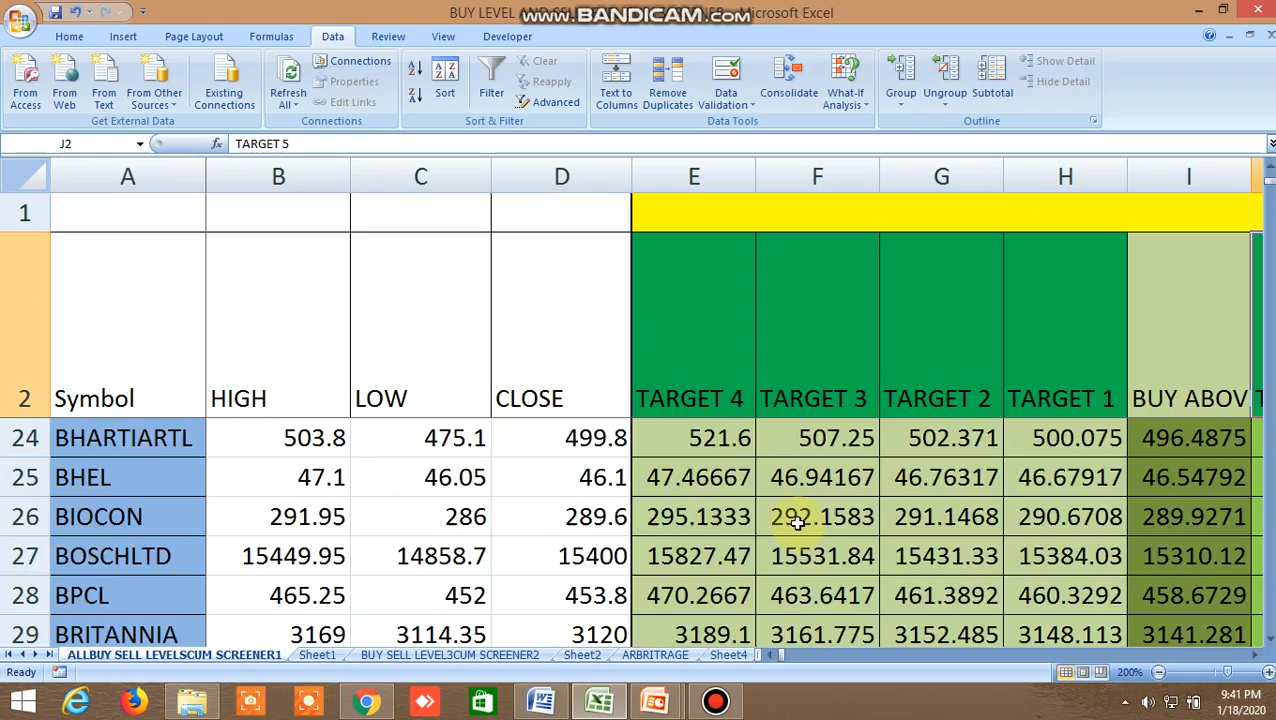 BUY LEVEL AND
www.BANDICAM.com
- Microsoft Excel
Home Insert Page Layout Formulas Data Review View Developer
From Access
From Web
From Text
From Other Sources
Existing Connections
Get External Data
Refresh All
Connections
Properties
Edit Links
Connections
Sort
Filter
Clear
Reapply
Advanced
Sort & Filter
Text to Columns
Remove Duplicates
Data Validation
Consolidate
What-If Analysis
Data Tools
Group
Ungroup
Subtotal
Show Detail
Hide Detail
Outline
J2 fx TARGET 5
A B C D E F G H I
1
2 Symbol HIGH LOW CLOSE TARGET 4 TARGET 3 TARGET 2 TARGET 1 BUY ABOV T
24 BHARTIARTL 503.8 475.1 499.8 521.6 507.25 502.371 500.075 496.4875
25 BHEL 47.1 46.05 46.1 47.46667 46.94167 46.76317 46.67917 46.54792
26 BIOCON 291.95 286 289.6 295.1333 292.1583 291.1468 290.6708 289.9271
27 BOSCHLTD 15449.95 14858.7 15400 15827.47 15531.84 15431.33 15384.03 15310.12
28 BPCL 465.25 452 453.8 470.2667 463.6417 461.3892 460.3292 458.6729
29 BRITANNIA 3169 3114.35 3120 3189.1 3161.775 3152.485 3148.113 3141.281
ALLBUY SELL LEVELSCUM SCREENER1 Sheet1 BUY SELL LEVEL3CUM SCREENER2 Sheet2 ARBRITRAGE Sheet4
Ready 200%
9:41 PM
1/18/2020